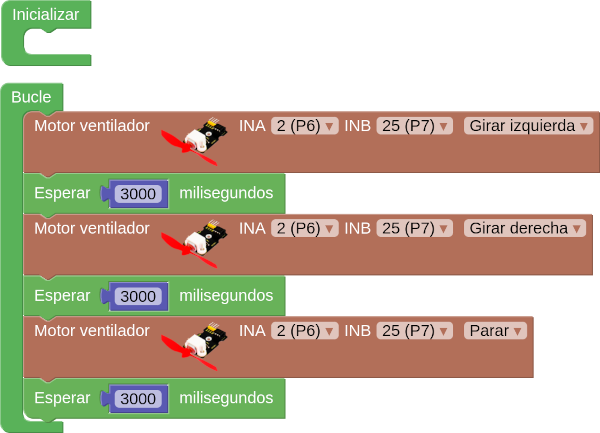 Inicializar
Bucle
Motor ventilador INA 2 (P6) INB 25 (P7) Girar izquierda
Esperar 3000 milisegundos
Motor ventilador INA 2 (P6) INB 25 (P7) Girar derecha
Esperar 3000 milisegundos
Motor ventilador INA 2 (P6) INB 25 (P7) Parar
Esperar 3000 milisegundos